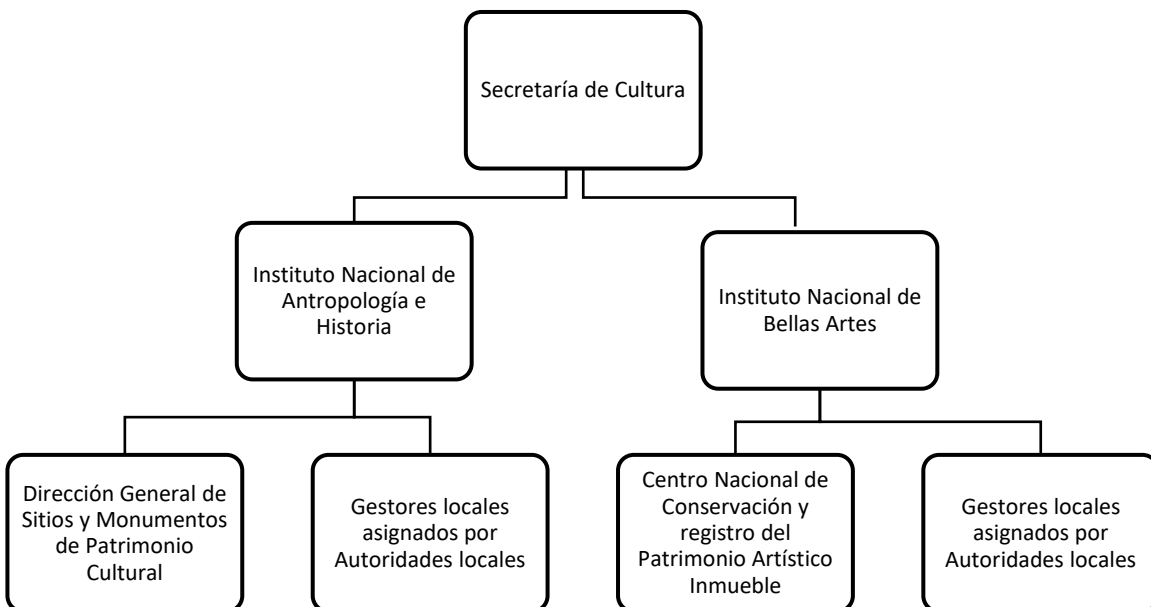 Secretaría de Cultura
Instituto Nacional de
Antropología e
Historia
Instituto Nacional de
Bellas Artes
Dirección General de
Sitios y Monumentos
de Patrimonio
Cultural
Gestores locales
asignados por
Autoridades locales
Centro Nacional de
Conservación y
registro del
Patrimonio Artístico
Inmueble
Gestores locales
asignados por
Autoridades locales